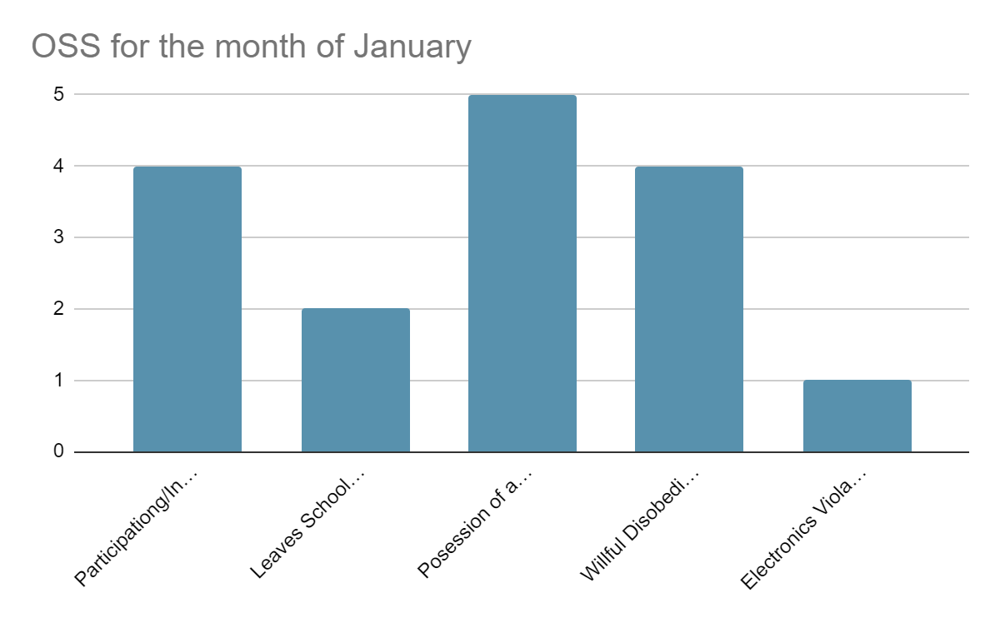 OSS for the month of January
5
4
3
2
1
0
Participationg/In…
Leaves School…
Posession of a…
Willful Disobedi…
Electronics Viola…